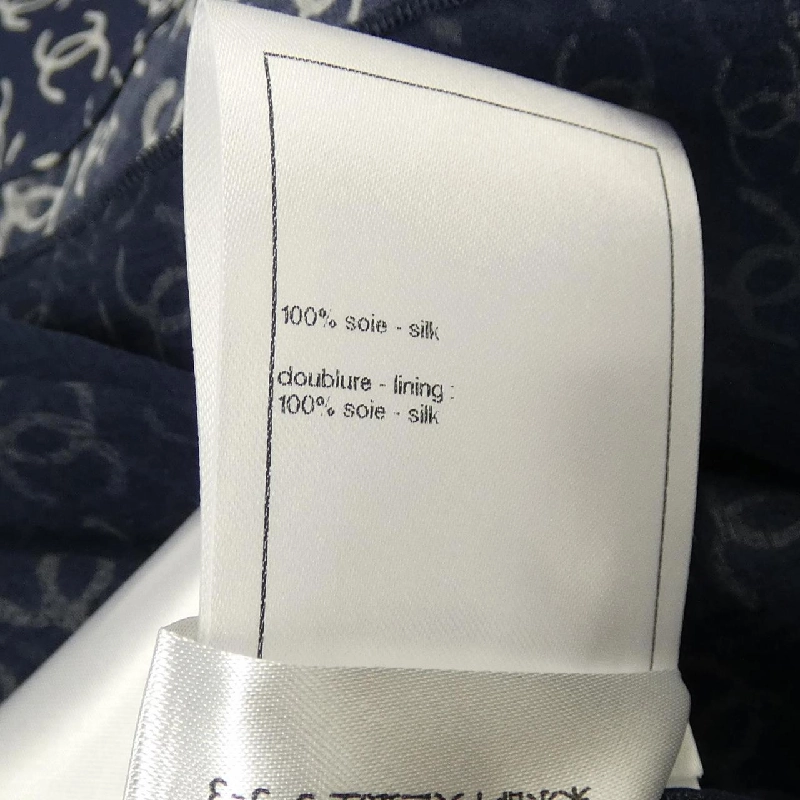 100% soie - silk
doublure - lining :
100% soie - silk